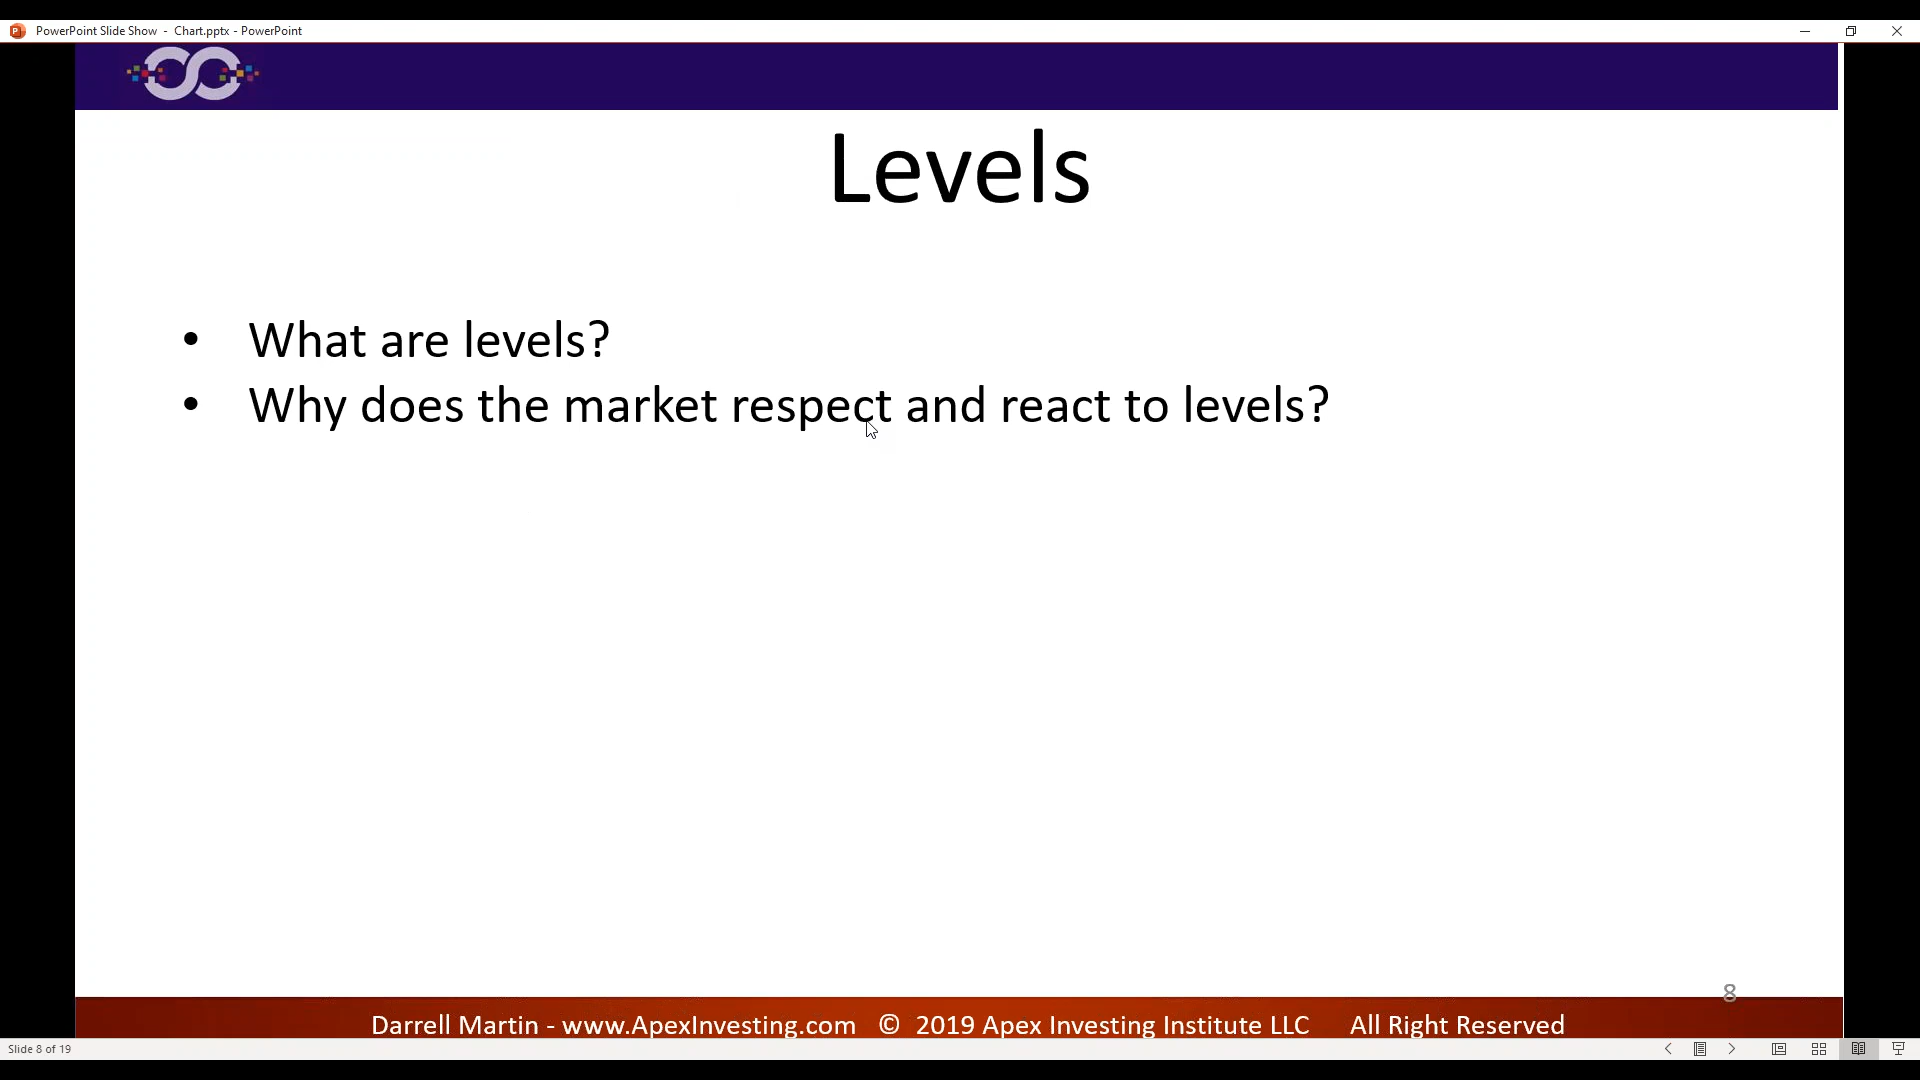 PowerPoint Slide Show - Chart.pptx - PowerPoint
Levels
• What are levels?
• Why does the market respect and react to levels?
8
Darrell Martin - www.ApexInvesting.com © 2019 Apex Investing Institute LLC All Right Reserved
Slide 8 of 19